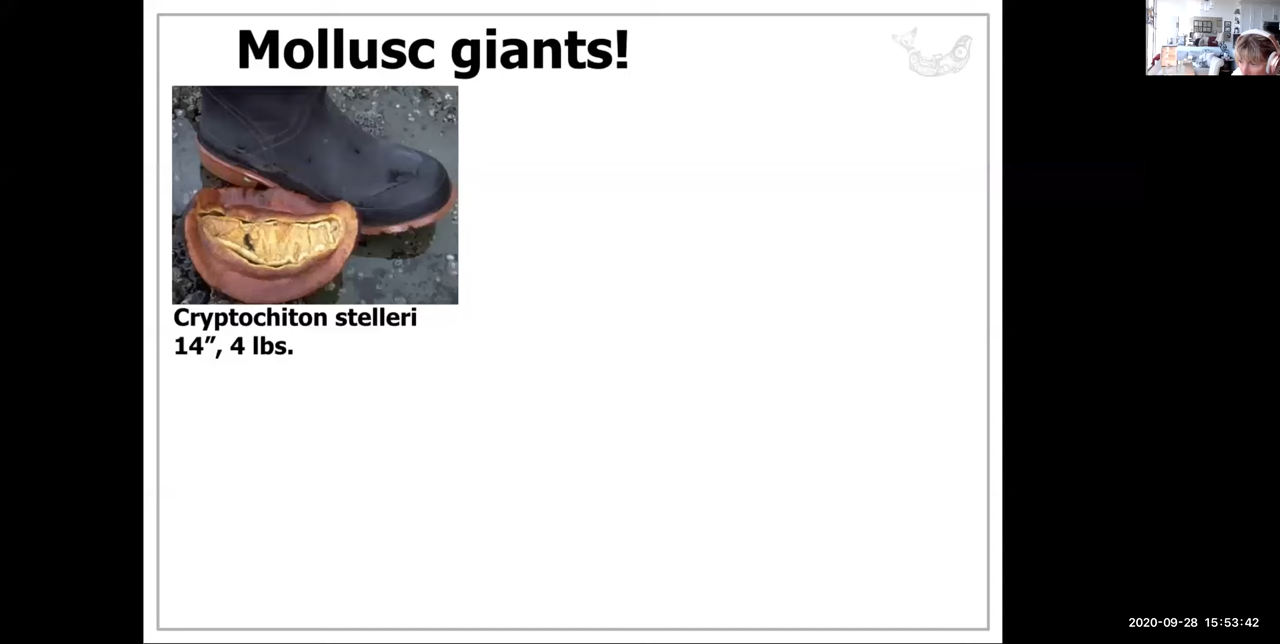 Mollusc giants!
Cryptochiton stelleri
14”, 4 lbs.
2020-09-28 15:53:42